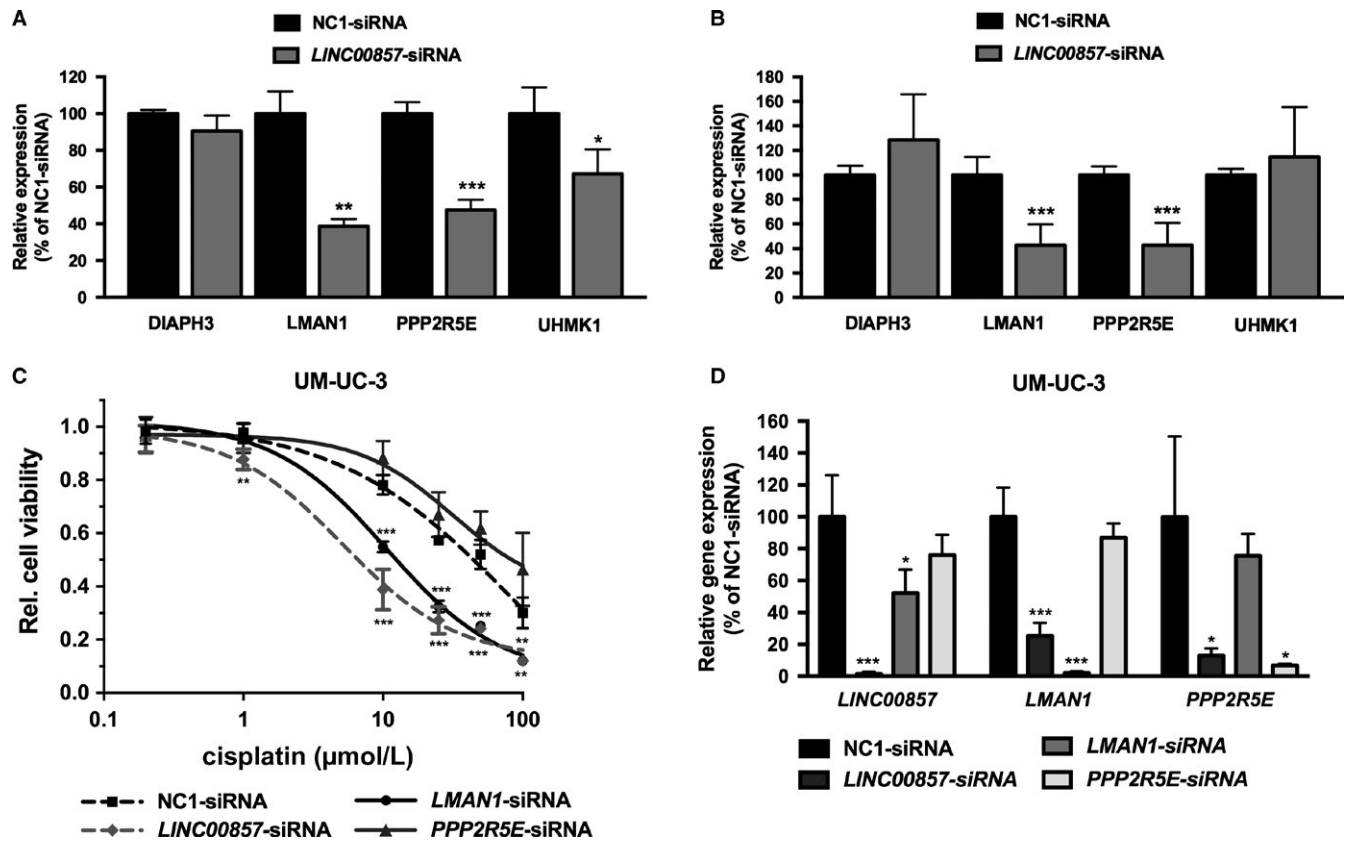 A
NC1-siRNA
LINC00857-siRNA
Relative expression
(% of NC1-siRNA)
120
100
80
60
40
20
0
**
***
*
DIAPH3 LMAN1 PPP2R5E UHMK1
B
NC1-siRNA
LINC00857-siRNA
Relative expression
(% of NC1-siRNA)
180
160
140
120
100
80
60
40
20
0
***
***
DIAPH3 LMAN1 PPP2R5E UHMK1
C
UM-UC-3
Rel. cell viability
1.0
0.8
0.6
0.4
0.2
0.0
**
***
***
***
***
***
***
**
**
0.1 1 10 100
cisplatin (µmol/L)
NC1-siRNA LMAN1-siRNA
LINC00857-siRNA PPP2R5E-siRNA
D
UM-UC-3
Relative gene expression
(% of NC1-siRNA)
160
140
120
100
80
60
40
20
0
***
*
***
***
*
*
LINC00857 LMAN1 PPP2R5E
NC1-siRNA LMAN1-siRNA
LINC00857-siRNA PPP2R5E-siRNA